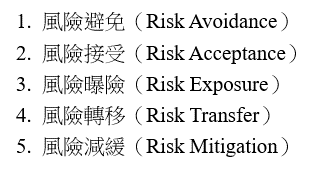 1. 風險避免（Risk Avoidance）
2. 風險接受（Risk Acceptance）
3. 風險曝險（Risk Exposure）
4. 風險轉移（Risk Transfer）
5. 風險減緩（Risk Mitigation）